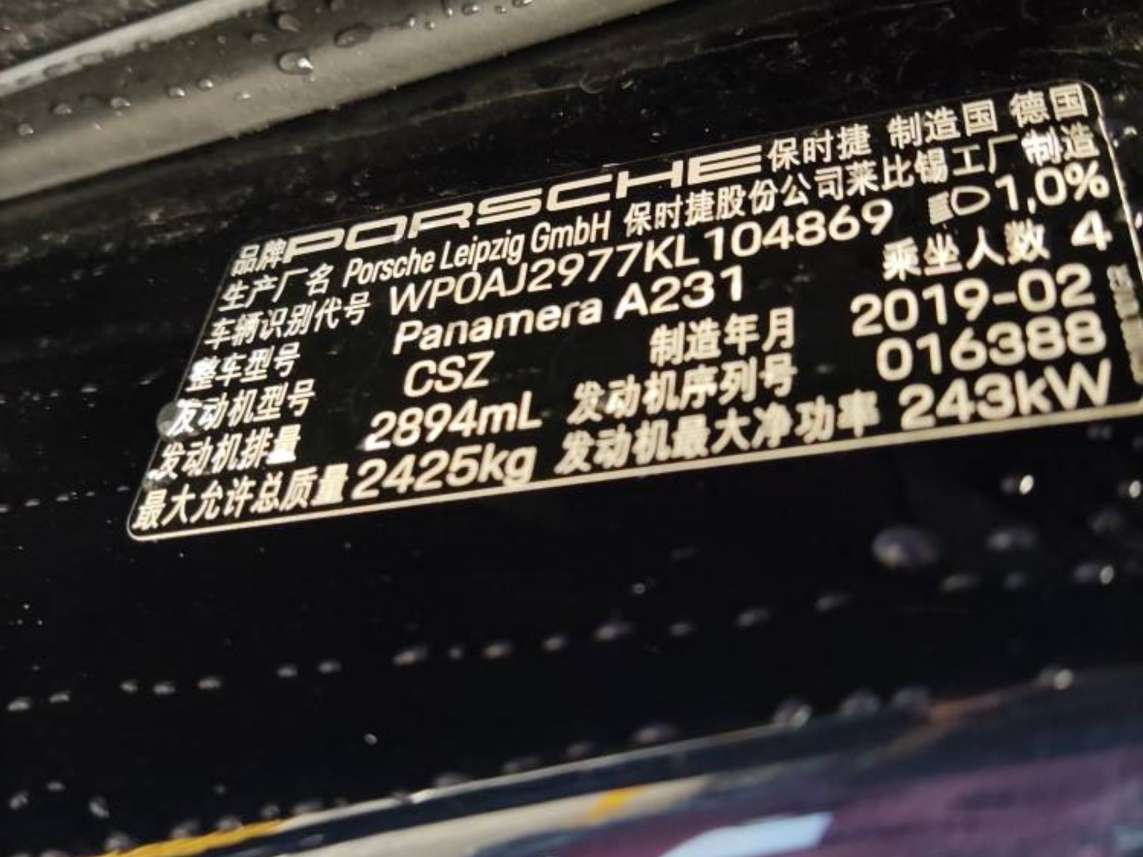 品牌 PORSCHE 保时捷 制造国 德国
生产厂名 Porsche Leipzig GmbH 保时捷股份公司莱比锡工厂制造
车辆识别代号 WP0AJ2977KL104869 1,0%
整车型号 Panamera A231 乘坐人数 4
发动机型号 CSZ 制造年月 2019-02
发动机排量 2894mL 发动机序列号 016388
最大允许总质量 2425kg 发动机最大净功率 243kW